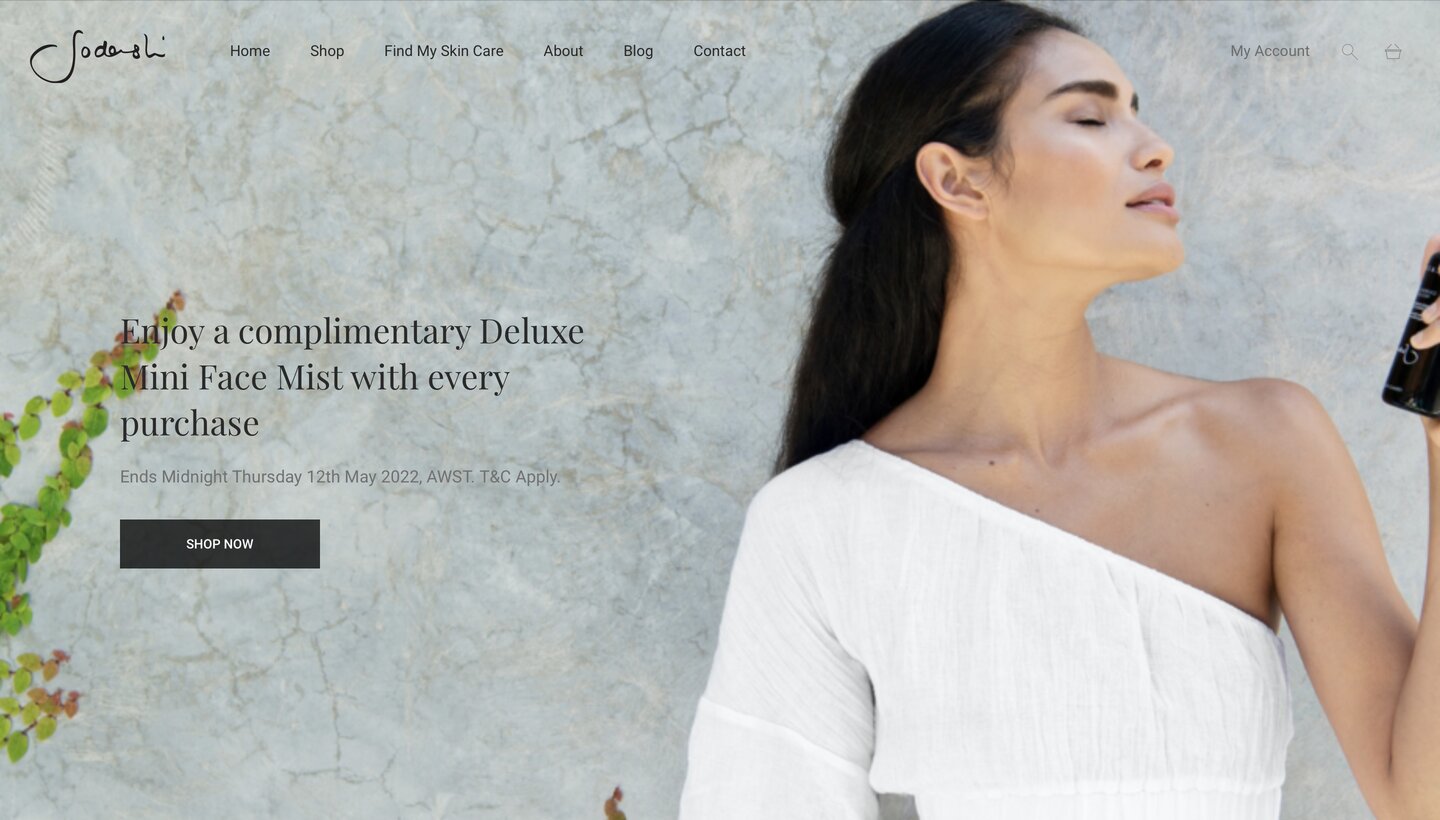 Sodashi
Home
Shop
Find My Skin Care
About
Blog
Contact
My Account
Enjoy a complimentary Deluxe
Mini Face Mist with every
purchase
Ends Midnight Thursday 12th May 2022, AWST. T&C Apply.
SHOP NOW